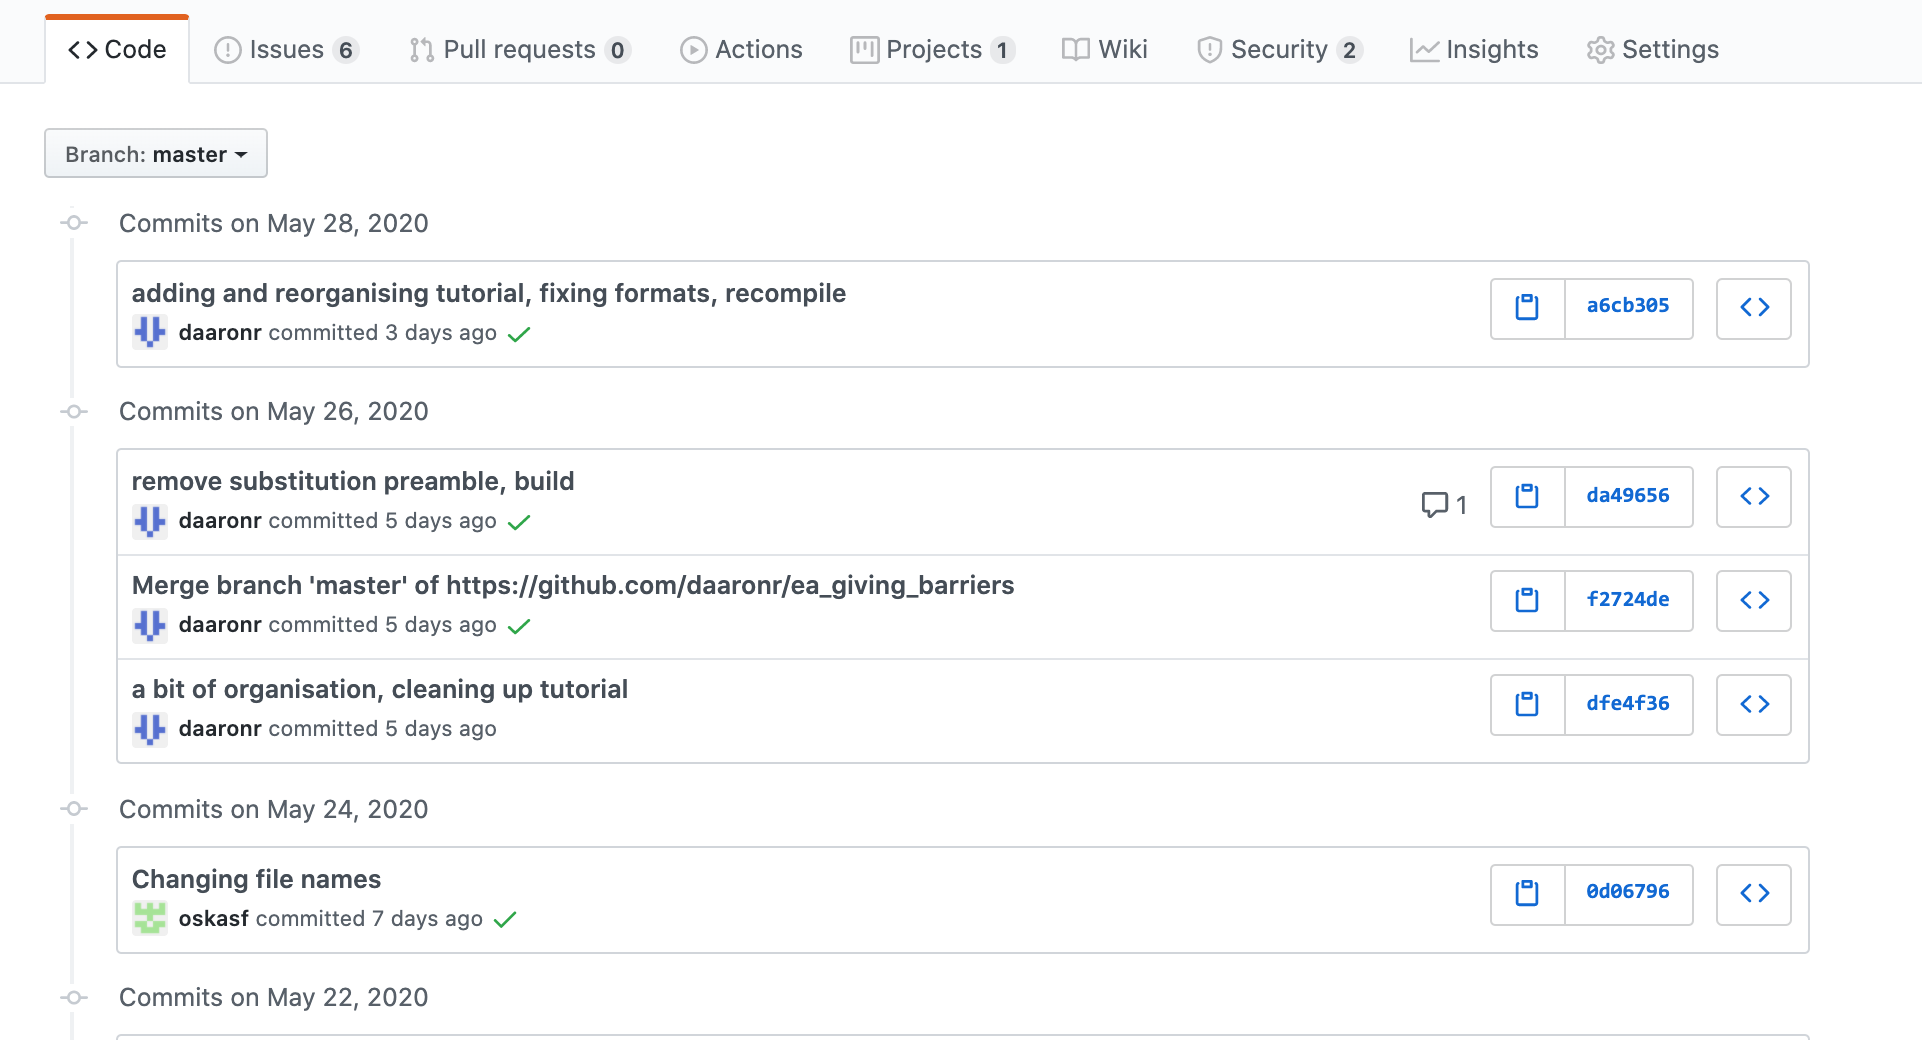 Code Issues 6 Pull requests 0 Actions Projects 1 Wiki Security 2 Insights Settings
Branch: master
Commits on May 28, 2020
adding and reorganising tutorial, fixing formats, recompile
a6cb305
daaronr committed 3 days ago
Commits on May 26, 2020
remove substitution preamble, build
1 da49656
daaronr committed 5 days ago
Merge branch 'master' of https://github.com/daaronr/ea_giving_barriers
f2724de
daaronr committed 5 days ago
a bit of organisation, cleaning up tutorial
dfe4f36
daaronr committed 5 days ago
Commits on May 24, 2020
Changing file names
0d06796
oskasf committed 7 days ago
Commits on May 22, 2020